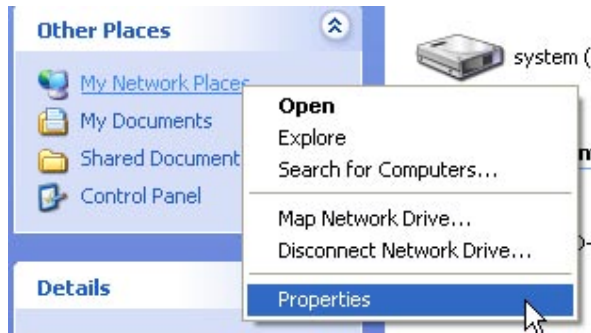 Other Places
My Network Places
My Documents
Shared Document
Control Panel
Details
system (
Open
Explore
Search for Computers...
Map Network Drive...
Disconnect Network Drive...
Properties